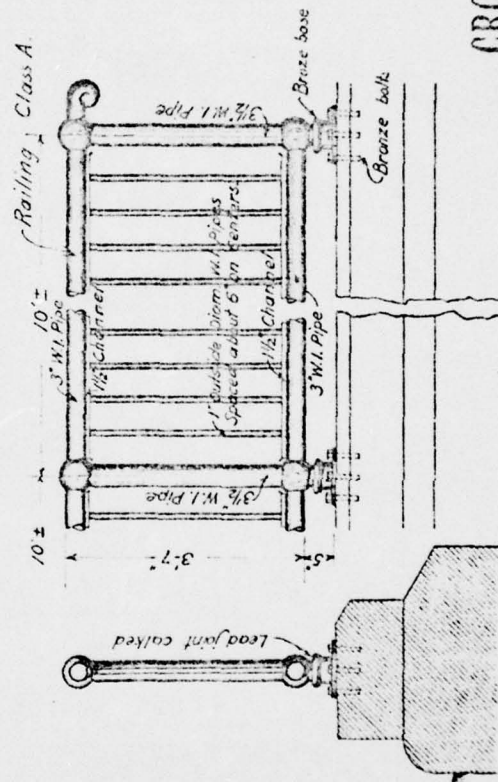 Railing Class A.
10' ±
10' ±
3" W.I. Pipe
1½" Channel
3½" W.I. Pipe
1" Outside Diam. W.I. Pipes
Spaced about 6" on centers.
1½" Channel
3" W.I. Pipe
3½" W.I. Pipe
Bronze base
Bronze bolts
3'-7"
5"
Lead joint calked
CRO